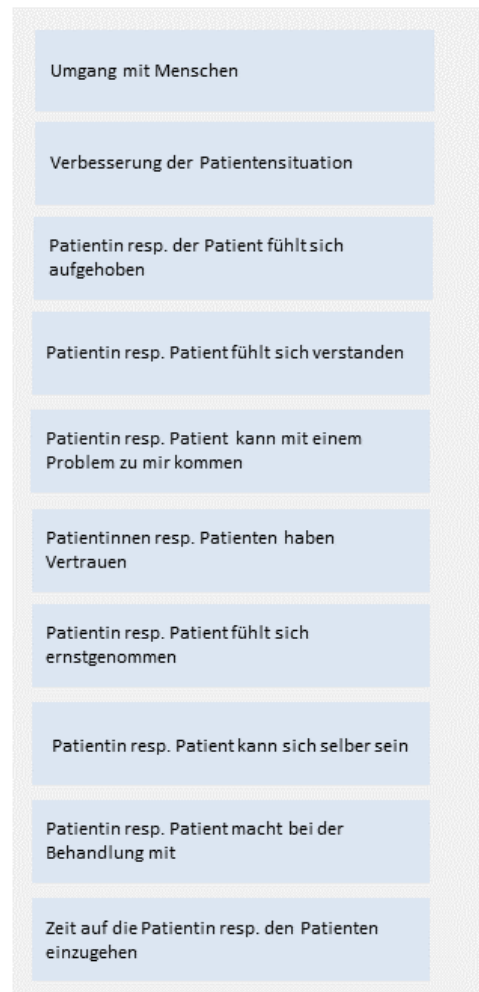 Umgang mit Menschen
Verbesserung der Patientensituation
Patientin resp. der Patient fühlt sich
aufgehoben
Patientin resp. Patient fühlt sich verstanden
Patientin resp. Patient kann mit einem
Problem zu mir kommen
Patientinnen resp. Patienten haben
Vertrauen
Patientin resp. Patient fühlt sich
ernstgenommen
Patientin resp. Patient kann sich selber sein
Patientin resp. Patient macht bei der
Behandlung mit
Zeit auf die Patientin resp. den Patienten
einzugehen